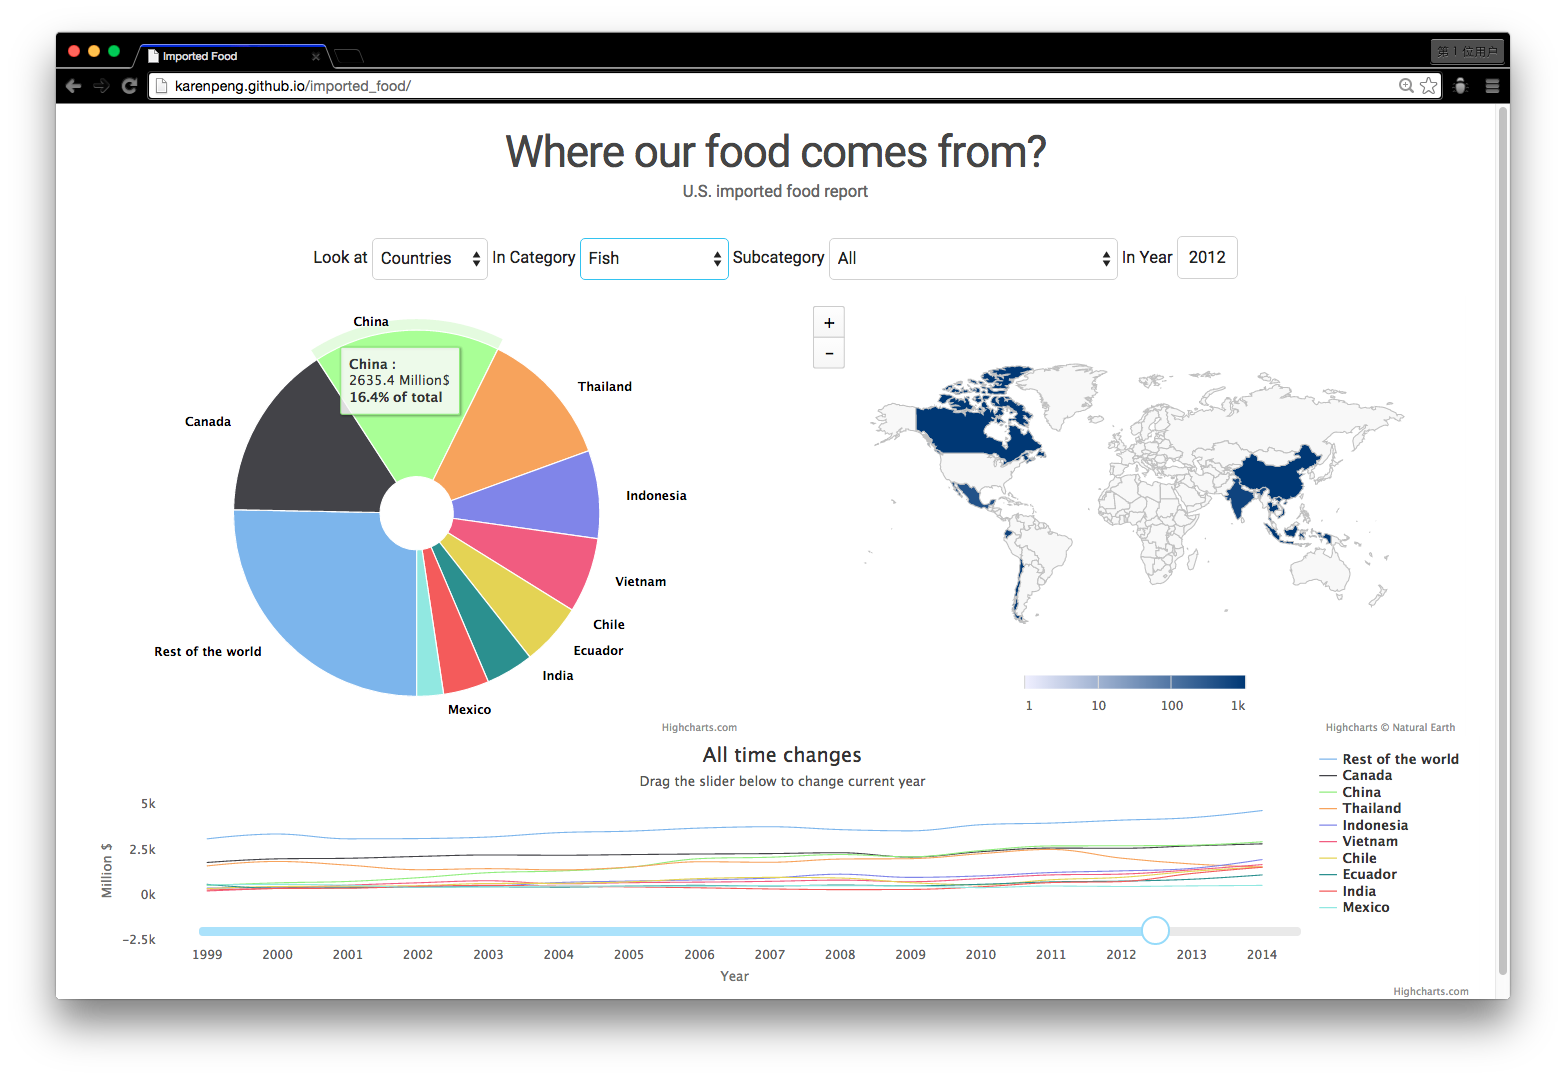 Imported Food
第 1 位用户
karenpeng.github.io/imported_food/
Where our food comes from?
U.S. imported food report
Look at Countries In Category Fish Subcategory All In Year 2012
China
China :
2635.4 Million$
16.4% of total
Thailand
Canada
Indonesia
Vietnam
Chile
Rest of the world
Ecuador
India
Mexico
Highcharts.com
+
-
1 10 100 1k
Highcharts © Natural Earth
All time changes
Drag the slider below to change current year
Million $
5k
2.5k
0k
−2.5k
1999 2000 2001 2002 2003 2004 2005 2006 2007 2008 2009 2010 2011 2012 2013 2014
Year
Rest of the world
Canada
China
Thailand
Indonesia
Vietnam
Chile
Ecuador
India
Mexico
Highcharts.com